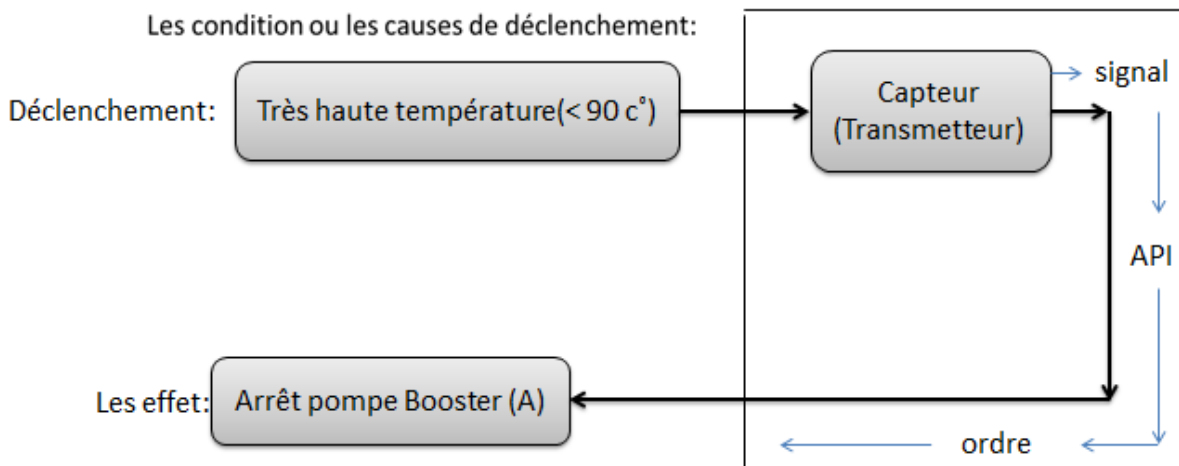 Les condition ou les causes de déclenchement:
Déclenchement:
Très haute température(< 90 c˚)
Capteur
(Transmetteur)
signal
API
Les effet:
Arrêt pompe Booster (A)
ordre